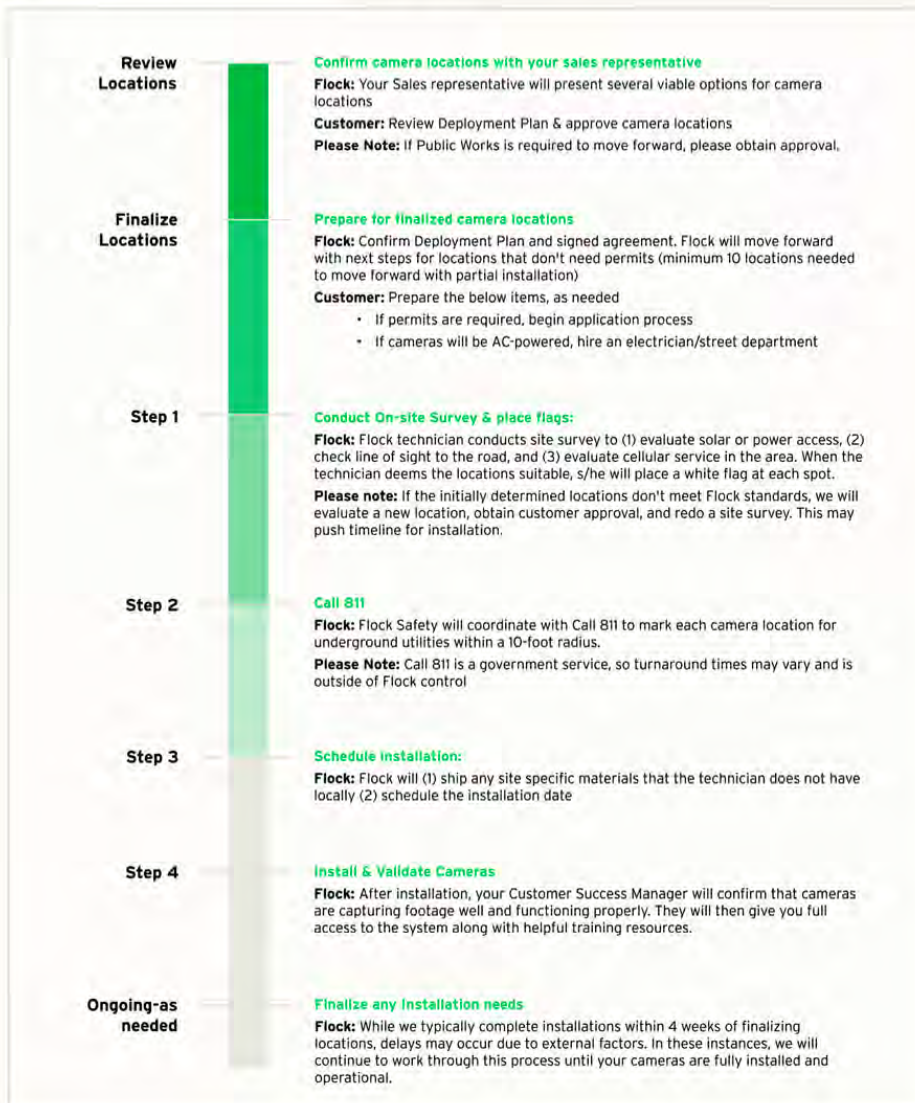 Review
Locations
Confirm camera locations with your sales representative
Flock: Your Sales representative will present several viable options for camera
locations
Customer: Review Deployment Plan & approve camera locations
Please Note: If Public Works is required to move forward, please obtain approval.
Finalize
Locations
Prepare for finalized camera locations
Flock: Confirm Deployment Plan and signed agreement. Flock will move forward
with next steps for locations that don't need permits (minimum 10 locations needed
to move forward with partial installation)
Customer: Prepare the below items, as needed
• If permits are required, begin application process
• If cameras will be AC-powered, hire an electrician/street department
Step 1
Conduct On-site Survey & place flags:
Flock: Flock technician conducts site survey to (1) evaluate solar or power access, (2)
check line of sight to the road, and (3) evaluate cellular service in the area. When the
technician deems the locations suitable, s/he will place a white flag at each spot.
Please note: If the initially determined locations don't meet Flock standards, we will
evaluate a new location, obtain customer approval, and redo a site survey. This may
push timeline for installation.
Step 2
Call 811
Flock: Flock Safety will coordinate with Call 811 to mark each camera location for
underground utilities within a 10-foot radius.
Please Note: Call 811 is a government service, so turnaround times may vary and is
outside of Flock control
Step 3
Schedule installation:
Flock: Flock will (1) ship any site specific materials that the technician does not have
locally (2) schedule the installation date
Step 4
Install & Validate Cameras
Flock: After installation, your Customer Success Manager will confirm that cameras
are capturing footage well and functioning properly. They will then give you full
access to the system along with helpful training resources.
Ongoing-as
needed
Finalize any installation needs
Flock: While we typically complete installations within 4 weeks of finalizing
locations, delays may occur due to external factors. In these instances, we will
continue to work through this process until your cameras are fully installed and
operational.